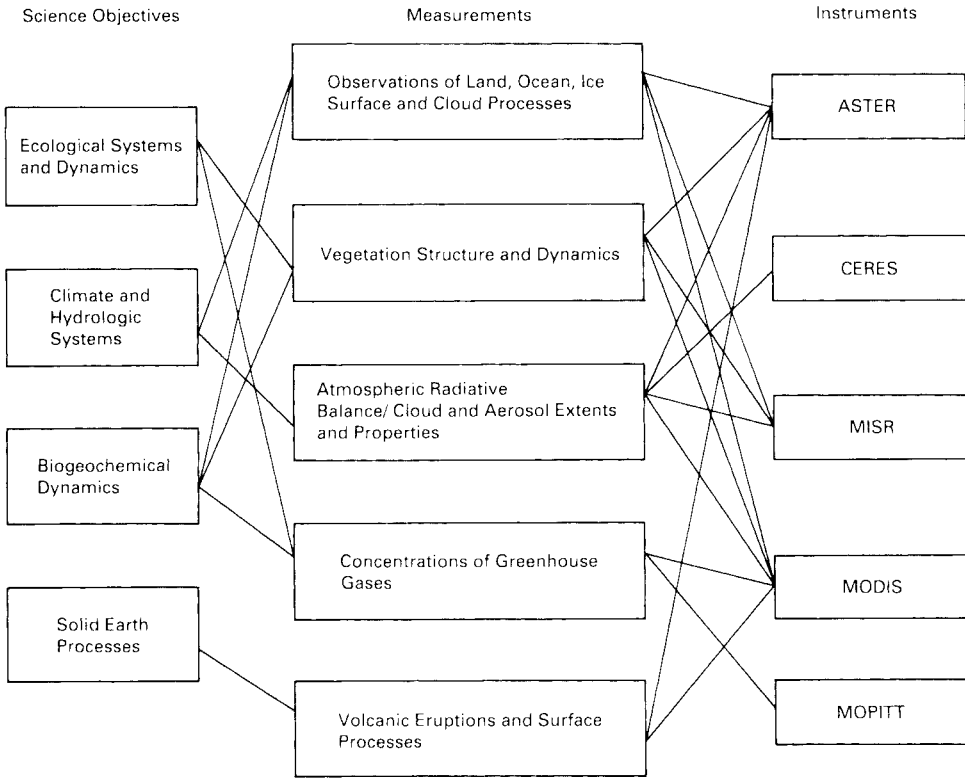 Science Objectives
Measurements
Instruments
Ecological Systems
and Dynamics
Climate and
Hydrologic
Systems
Biogeochemical
Dynamics
Solid Earth
Processes
Observations of Land, Ocean, Ice
Surface and Cloud Processes
Vegetation Structure and Dynamics
Atmospheric Radiative
Balance/ Cloud and Aerosol Extents
and Properties
Concentrations of Greenhouse
Gases
Volcanic Eruptions and Surface
Processes
ASTER
CERES
MISR
MODIS
MOPITT